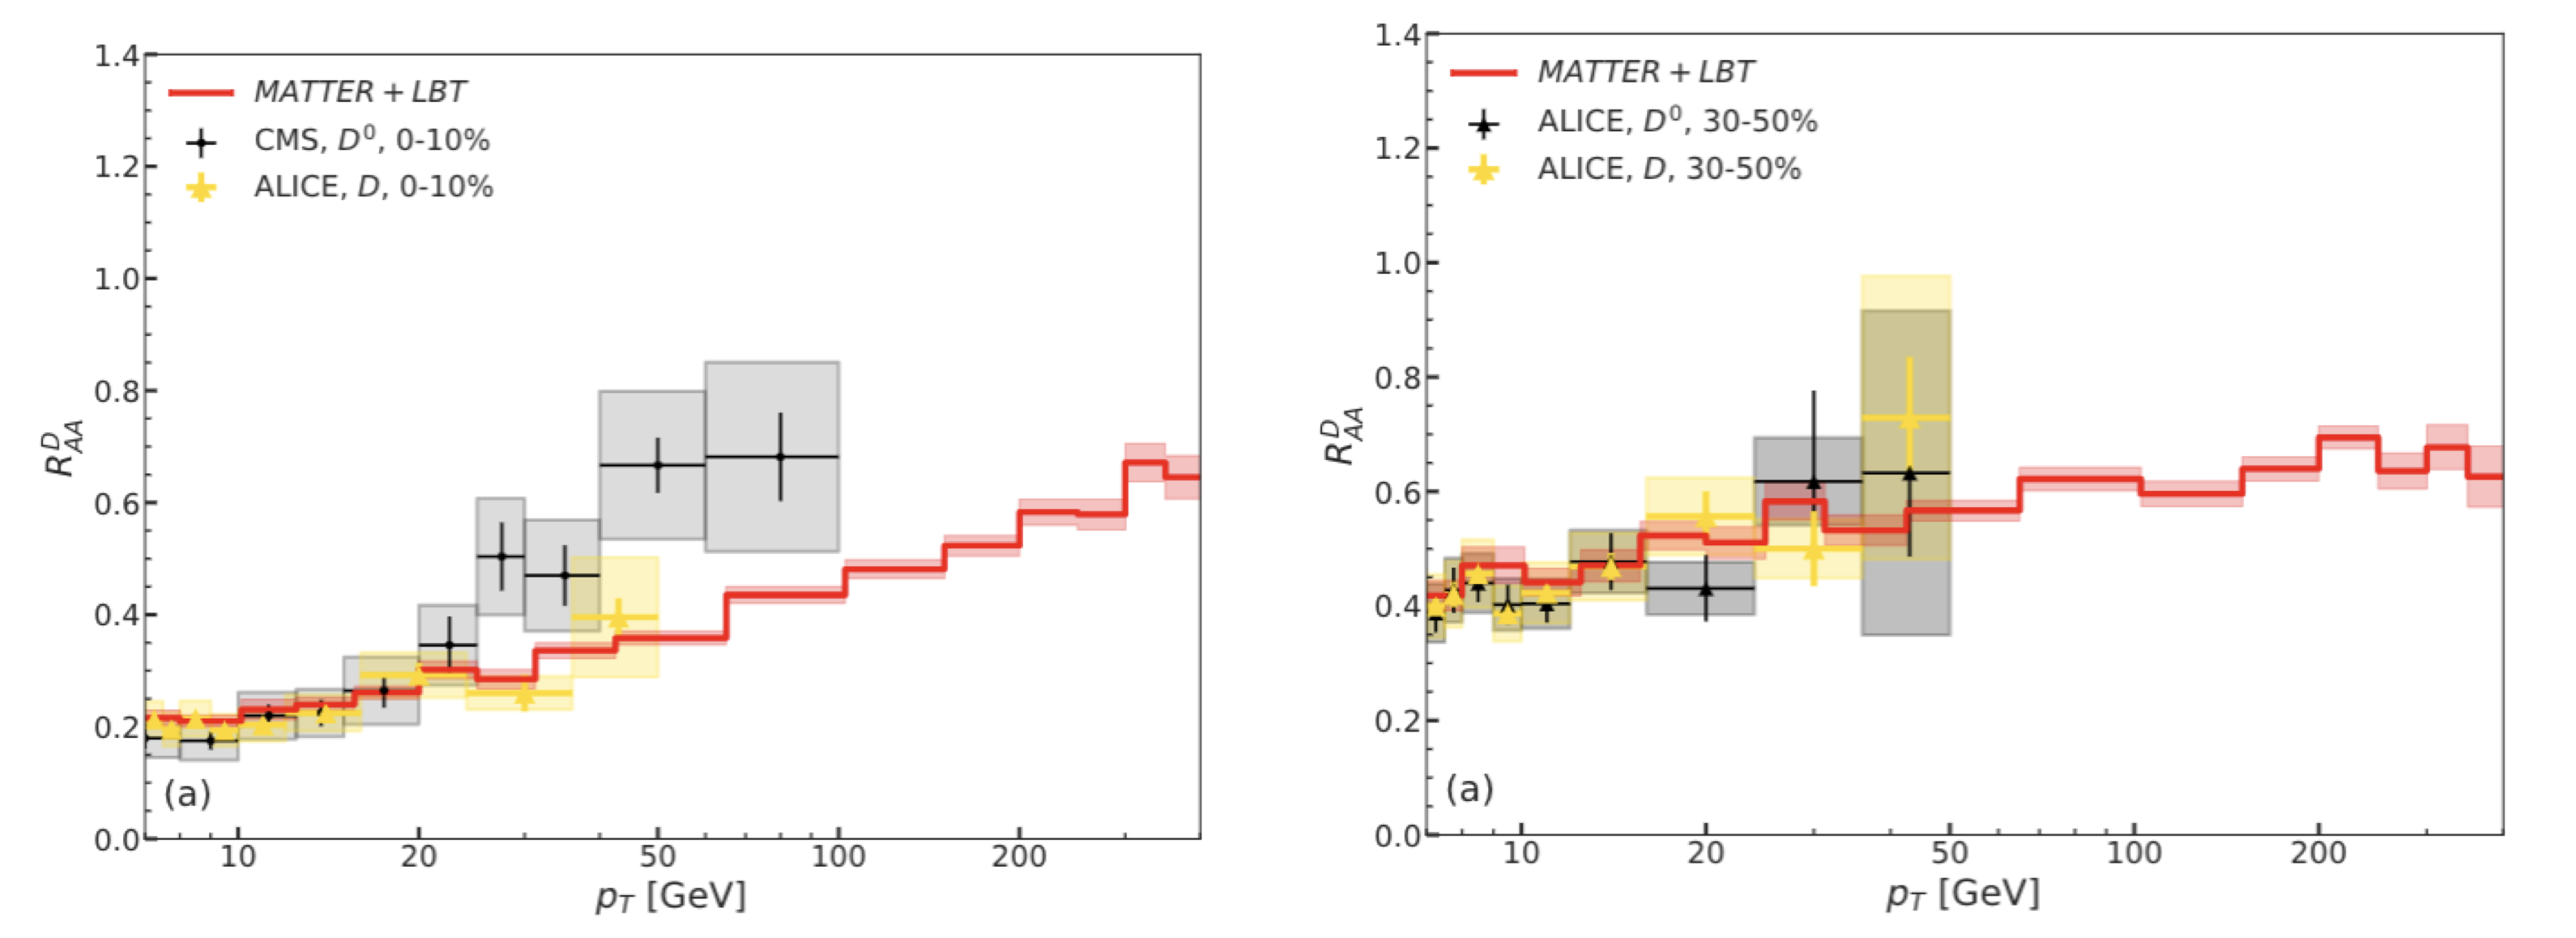 1.4
1.2
1.0
0.8
0.6
0.4
0.2
0.0
R^D_AA
MATTER + LBT
CMS, D⁰, 0-10%
ALICE, D, 0-10%
(a)
10 20 50 100 200
p_T [GeV]
1.4
1.2
1.0
0.8
0.6
0.4
0.2
0.0
R^D_AA
MATTER + LBT
ALICE, D⁰, 30-50%
ALICE, D, 30-50%
(a)
10 20 50 100 200
p_T [GeV]